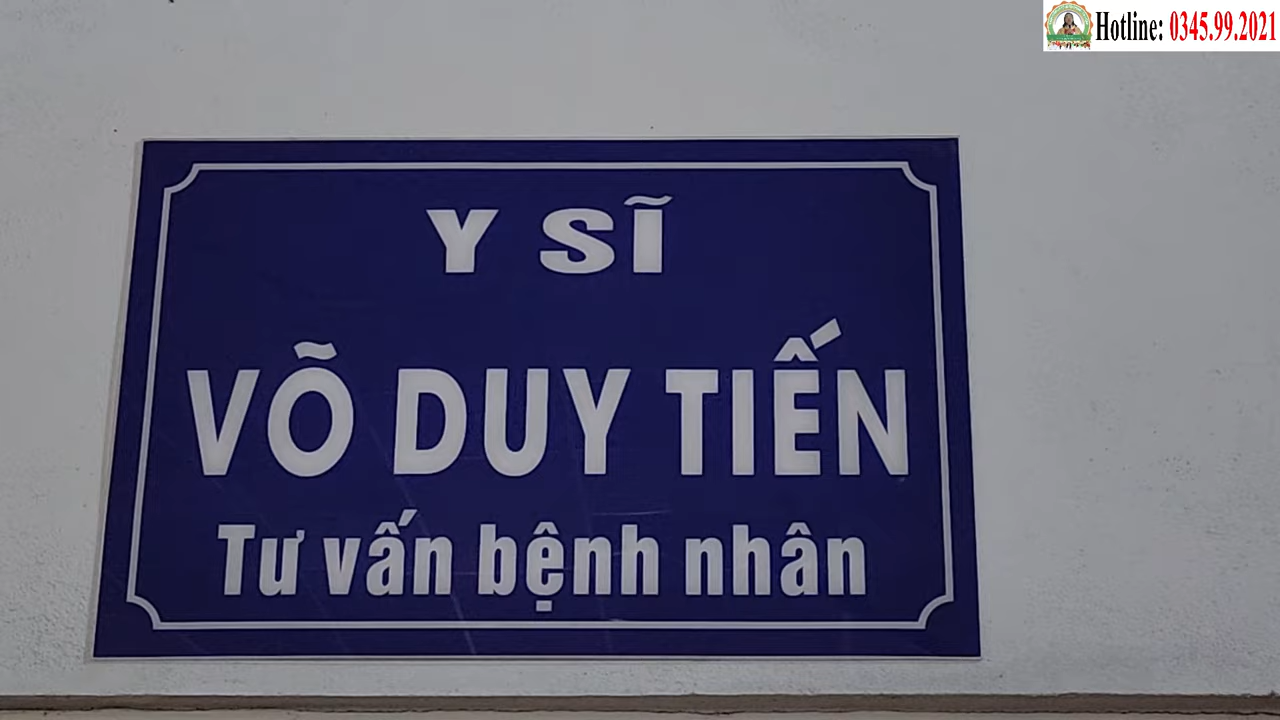 Hotline: 0345.99.2021
Y SĨ
VÕ DUY TIẾN
Tư vấn bệnh nhân